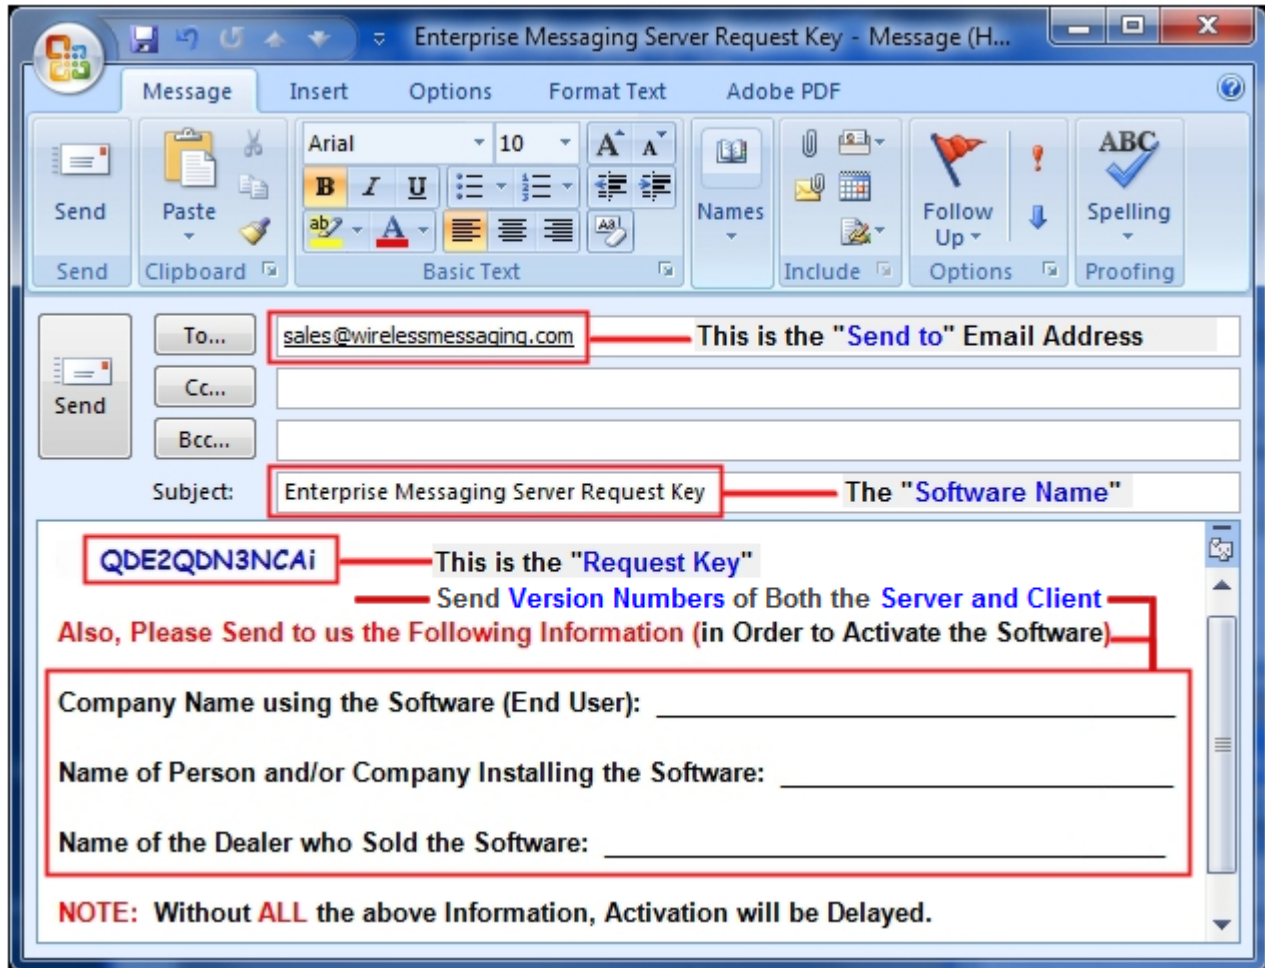 Enterprise Messaging Server Request Key - Message (H...
Message Insert Options Format Text Adobe PDF
Arial 10 A A
B I U
ab A Aa
Send Paste Names Follow Up ABC Spelling
Send Clipboard Basic Text Include Options Proofing
To... sales@wirelessmessaging.com This is the "Send to" Email Address
Send
Cc...
Bcc...
Subject: Enterprise Messaging Server Request Key The "Software Name"
QDE2QDN3NCAi This is the "Request Key"
Send Version Numbers of Both the Server and Client
Also, Please Send to us the Following Information (in Order to Activate the Software)
Company Name using the Software (End User):
Name of Person and/or Company Installing the Software:
Name of the Dealer who Sold the Software:
NOTE: Without ALL the above Information, Activation will be Delayed.